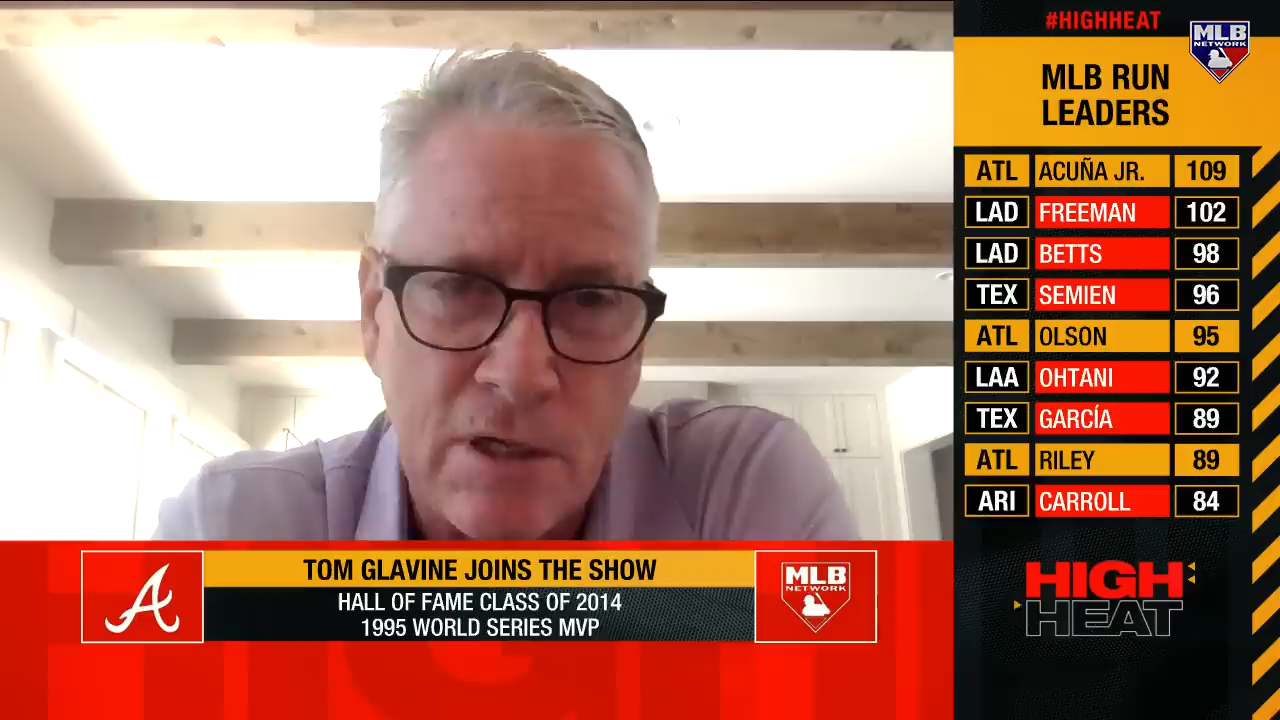 #HIGHHEAT
MLB
NETWORK
MLB RUN
LEADERS
ATL ACUÑA JR. 109
LAD FREEMAN 102
LAD BETTS 98
TEX SEMIEN 96
ATL OLSON 95
LAA OHTANI 92
TEX GARCÍA 89
ATL RILEY 89
ARI CARROLL 84
HIGH
HEAT
A
TOM GLAVINE JOINS THE SHOW
HALL OF FAME CLASS OF 2014
1995 WORLD SERIES MVP
MLB
NETWORK